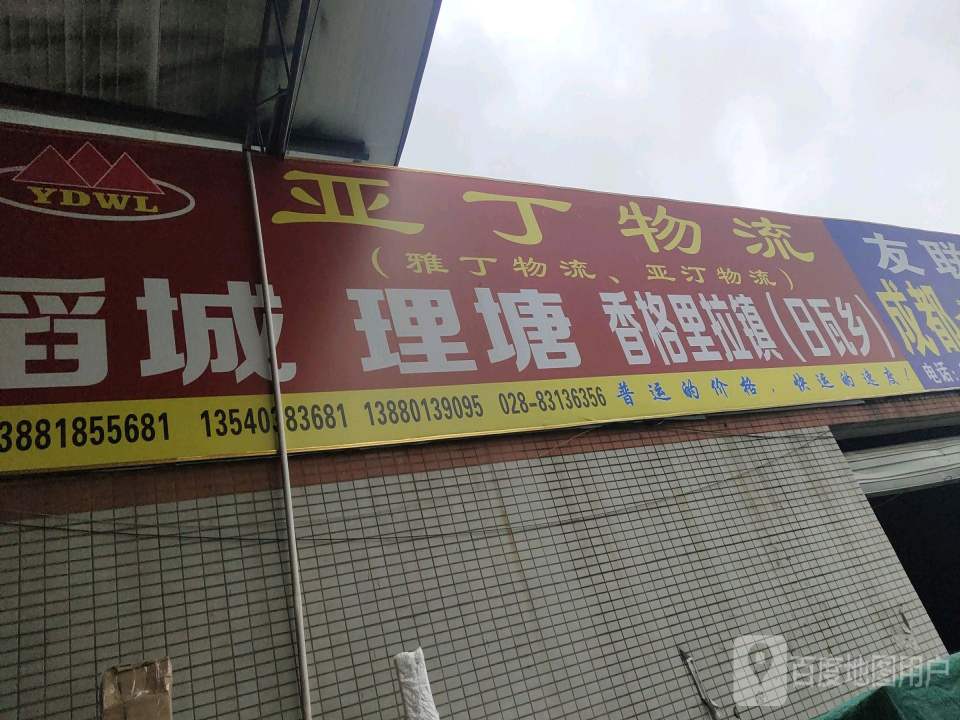 YDWL
亚丁物流
(雅丁物流、亚汀物流)
稻城 理塘 香格里拉镇(日瓦乡)
13540383681 13880139095 028-83136356 普运的价格,快运的速度!
3881855681
友联
成都
电话:
百度地图用户